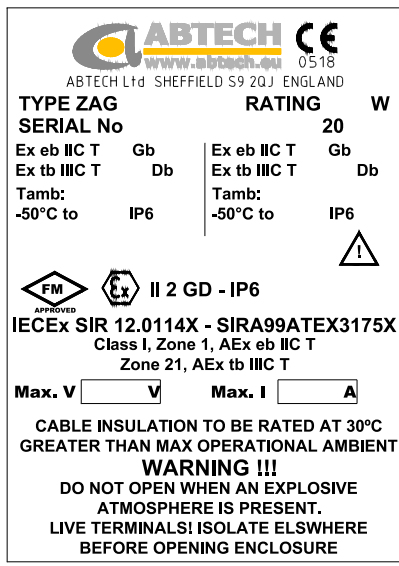 ABTECH CE
www.abtech.eu 0518
ABTECH Ltd SHEFFIELD S9 2QJ ENGLAND
TYPE ZAG RATING W
SERIAL No 20
Ex eb IIC T Gb Ex eb IIC T Gb
Ex tb IIIC T Db Ex tb IIIC T Db
Tamb: Tamb:
-50°C to IP6 -50°C to IP6
!
FM APPROVED Ex II 2 GD - IP6
IECEx SIR 12.0114X - SIRA99ATEX3175X
Class I, Zone 1, AEx eb IIC T
Zone 21, AEx tb IIIC T
Max. V V Max. I A
CABLE INSULATION TO BE RATED AT 30ºC
GREATER THAN MAX OPERATIONAL AMBIENT
WARNING !!!
DO NOT OPEN WHEN AN EXPLOSIVE
ATMOSPHERE IS PRESENT.
LIVE TERMINALS! ISOLATE ELSWHERE
BEFORE OPENING ENCLOSURE